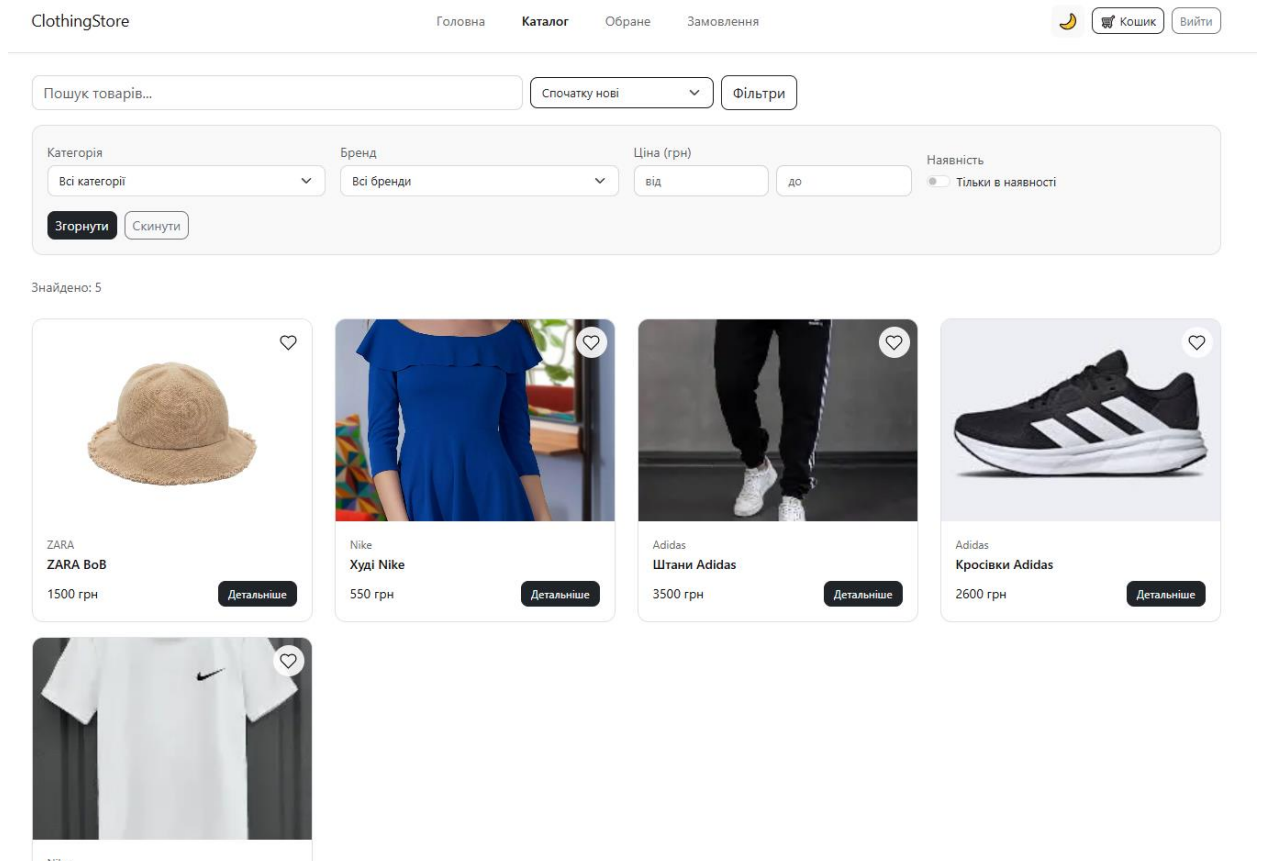 ClothingStore Головна Каталог Обране Замовлення Кошик Вийти
Пошук товарів... Спочатку нові Фільтри
Категорія Бренд Ціна (грн) Наявність
Всі категорії Всі бренди від до Тільки в наявності
Згорнути Скинути
Знайдено: 5
ZARA
ZARA BoB
1500 грн Детальніше
Nike
Худі Nike
550 грн Детальніше
Adidas
Штани Adidas
3500 грн Детальніше
Adidas
Кросівки Adidas
2600 грн Детальніше